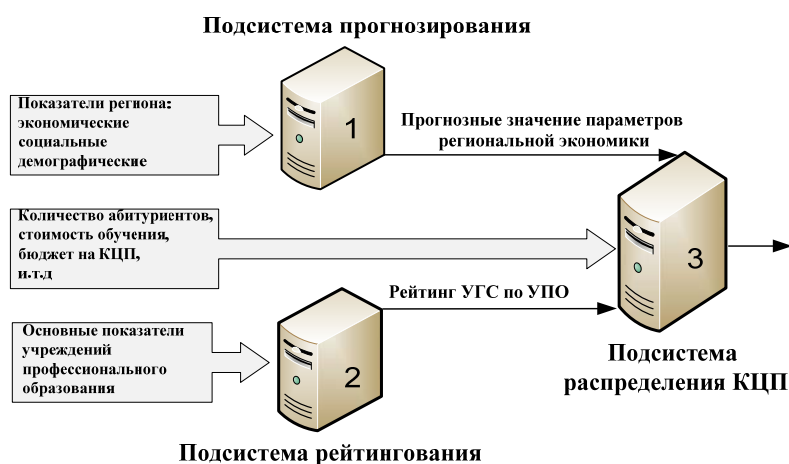 Подсистема прогнозирования
Показатели региона:
экономические
социальные
демографические
1
Прогнозные значение параметров
региональной экономики
Количество абитуриентов,
стоимость обучения,
бюджет на КЦП,
и.т.д
3
Рейтинг УГС по УПО
Основные показатели
учреждений
профессионального
образования
2
Подсистема
распределения КЦП
Подсистема рейтингования